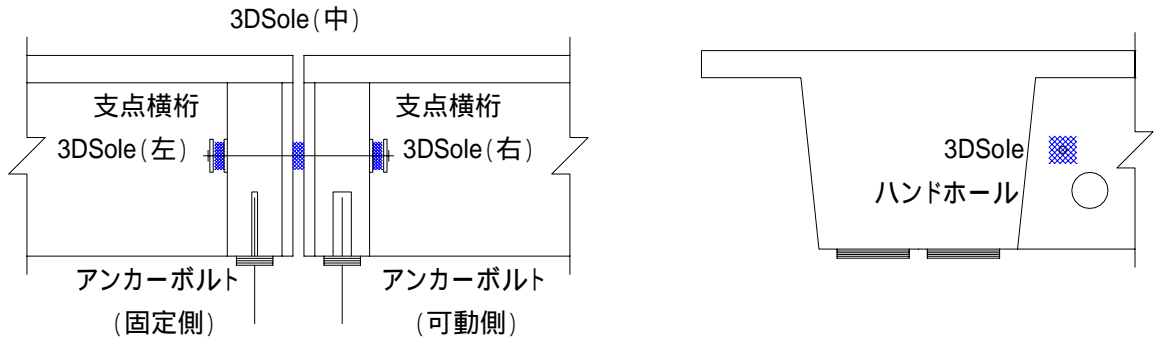 3DSole(中)
支点横桁
支点横桁
3DSole(左)
3DSole(右)
アンカーボルト
(固定側)
アンカーボルト
(可動側)
3DSole
ハンドホール